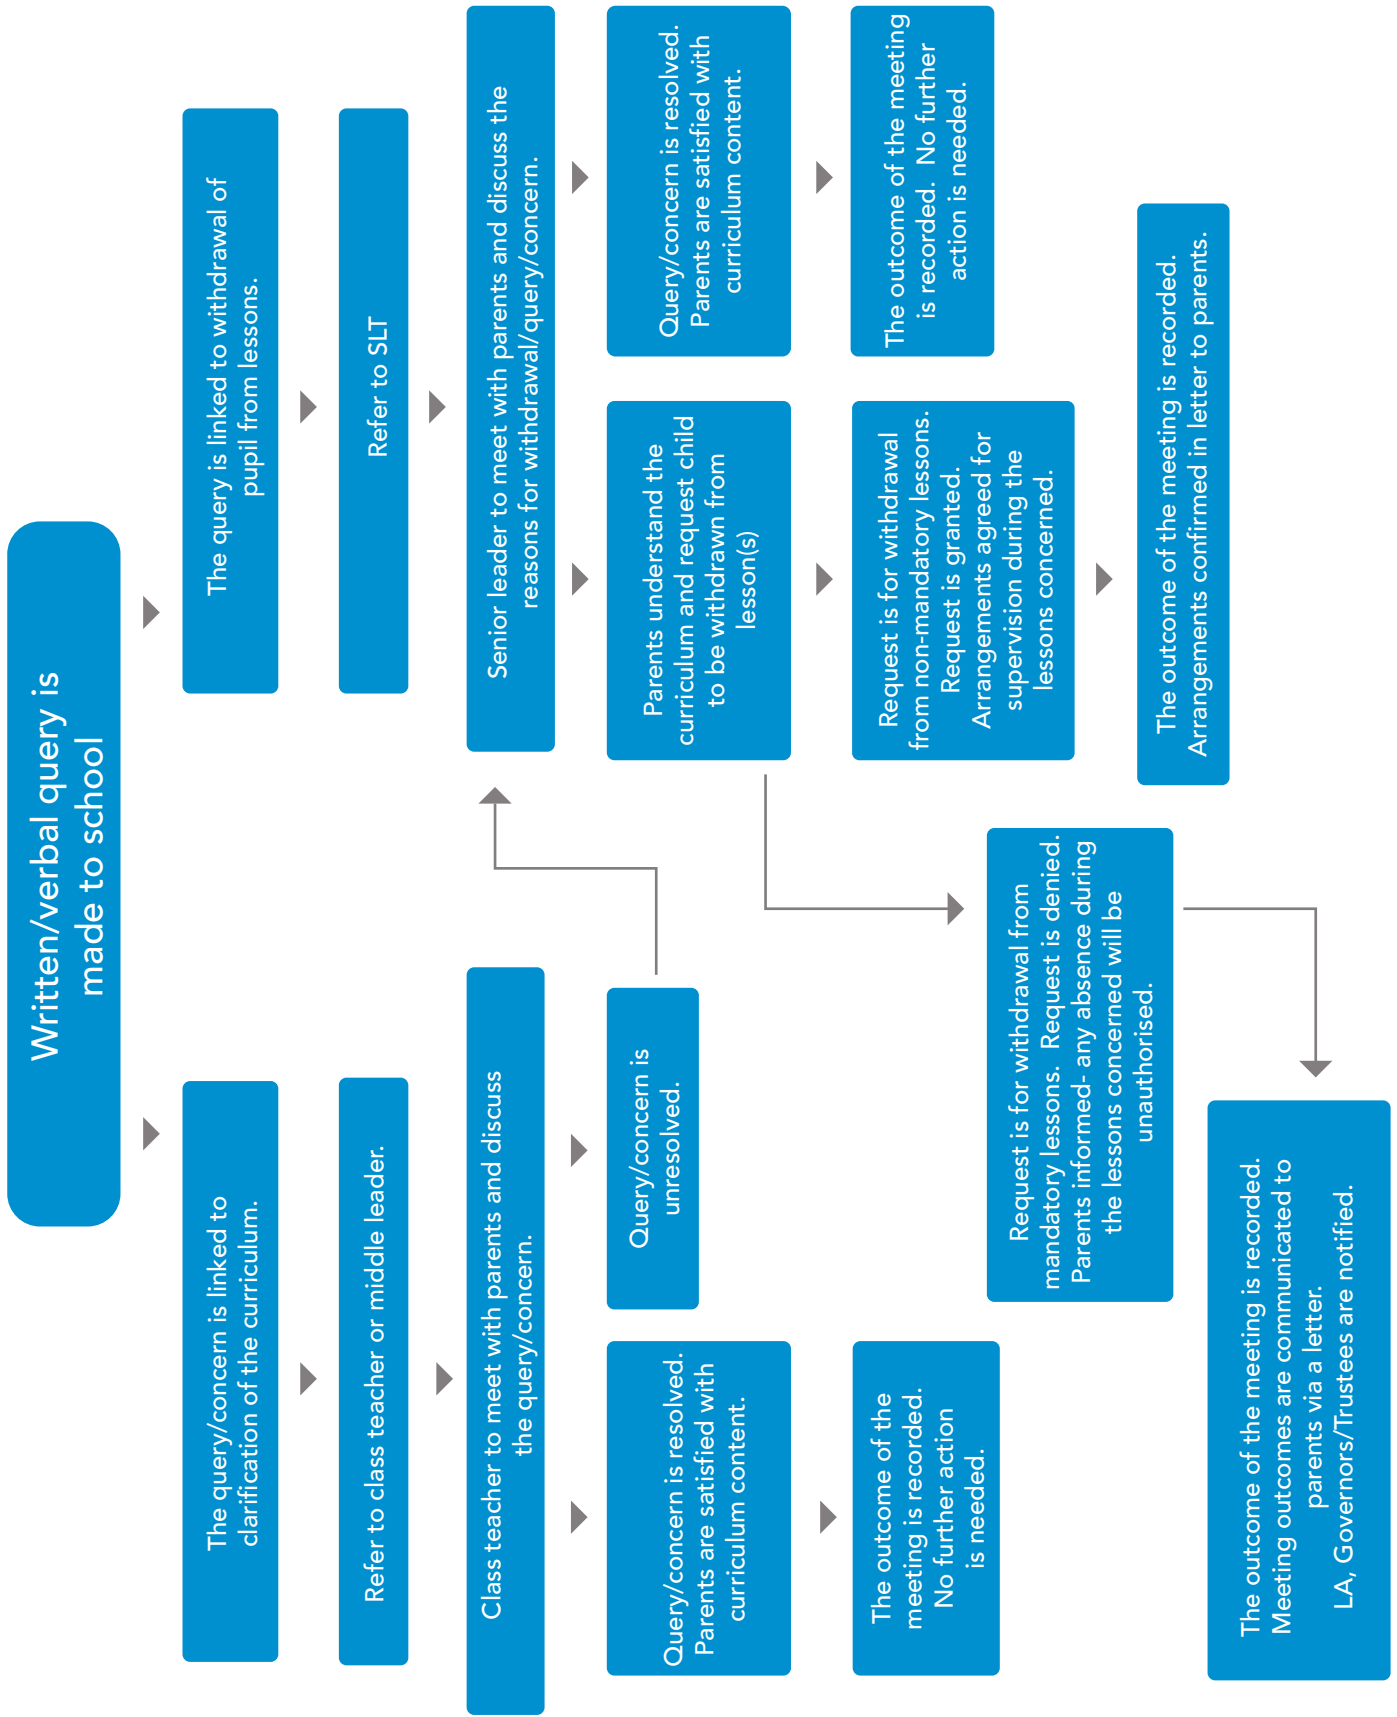 Written/verbal query is
made to school
The query/concern is linked to
clarification of the curriculum.
The query is linked to withdrawal of
pupil from lessons.
Refer to class teacher or middle leader.
Refer to SLT
Class teacher to meet with parents and discuss
the query/concern.
Senior leader to meet with parents and discuss the
reasons for withdrawal/query/concern.
Query/concern is resolved.
Parents are satisfied with
curriculum content.
Query/concern is
unresolved.
Parents understand the
curriculum and request child
to be withdrawn from
lesson(s)
Query/concern is resolved.
Parents are satisfied with
curriculum content.
The outcome of the
meeting is recorded.
No further action
is needed.
Request is for withdrawal
from non-mandatory lessons.
Request is granted.
Arrangements agreed for
supervision during the
lessons concerned.
The outcome of the meeting
is recorded.  No further
action is needed.
Request is for withdrawal from
mandatory lessons.  Request is denied.
Parents informed- any absence during
the lessons concerned will be
unauthorised.
The outcome of the meeting is recorded.
Arrangements confirmed in letter to parents.
The outcome of the meeting is recorded.
Meeting outcomes are communicated to
parents via a letter.
LA, Governors/Trustees are notified.